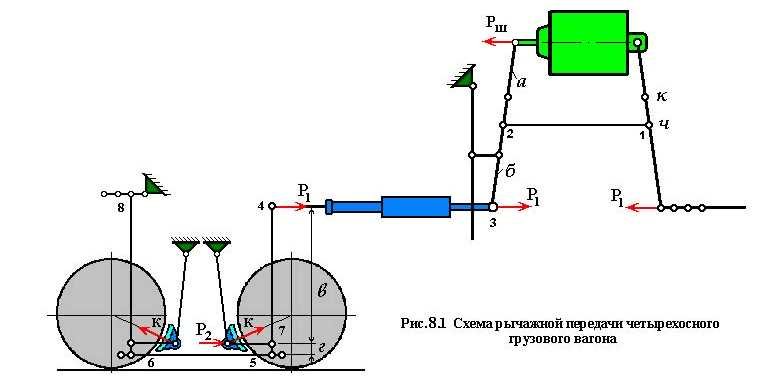 Pш
а
к
2
1
ч
б
P1
4
P1
P1
8
3
в
к
P2
к
7
г
6
5
Рис.8.1 Схема рычажной передачи четырехосного
грузового вагона